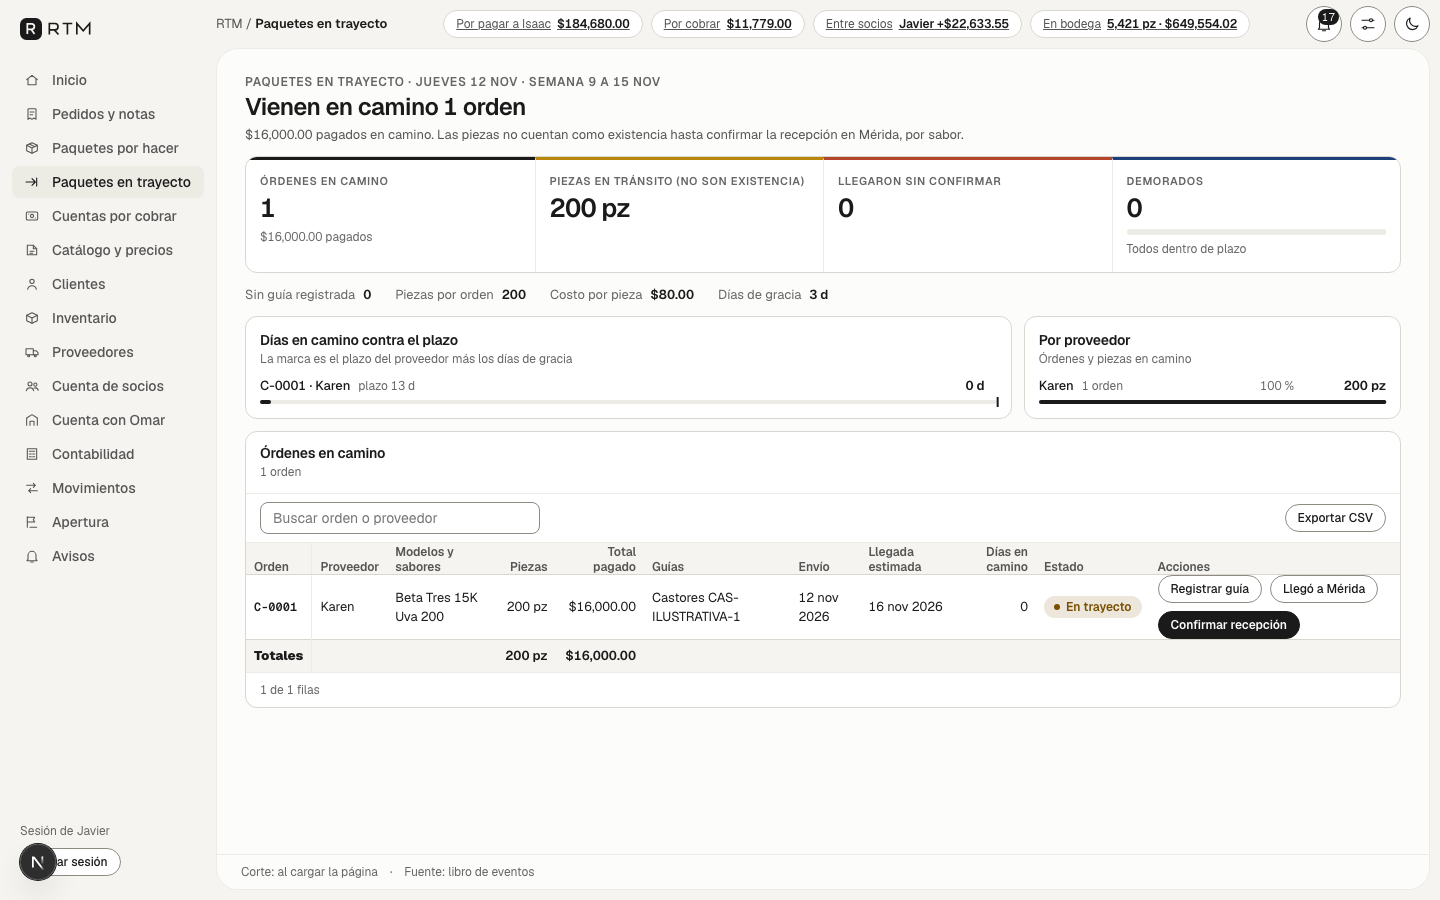 R RTM
RTM / Paquetes en trayecto
Por pagar a Isaac $184,680.00
Por cobrar $11,779.00
Entre socios Javier +$22,633.55
En bodega 5,421 pz · $649,554.02
17
Inicio
Pedidos y notas
Paquetes por hacer
Paquetes en trayecto
Cuentas por cobrar
Catálogo y precios
Clientes
Inventario
Proveedores
Cuenta de socios
Cuenta con Omar
Contabilidad
Movimientos
Apertura
Avisos
Sesión de Javier
N ar sesión
PAQUETES EN TRAYECTO · JUEVES 12 NOV · SEMANA 9 A 15 NOV
Vienen en camino 1 orden
$16,000.00 pagados en camino. Las piezas no cuentan como existencia hasta confirmar la recepción en Mérida, por sabor.
ÓRDENES EN CAMINO
1
$16,000.00 pagados
PIEZAS EN TRÁNSITO (NO SON EXISTENCIA)
200 pz
LLEGARON SIN CONFIRMAR
0
DEMORADOS
0
Todos dentro de plazo
Sin guía registrada 0 Piezas por orden 200 Costo por pieza $80.00 Días de gracia 3 d
Días en camino contra el plazo
La marca es el plazo del proveedor más los días de gracia
C-0001 · Karen plazo 13 d 0 d
Por proveedor
Órdenes y piezas en camino
Karen 1 orden 100 % 200 pz
Órdenes en camino
1 orden
Buscar orden o proveedor
Exportar CSV
Orden Proveedor Modelos y sabores Piezas Total pagado Guías Envío Llegada estimada Días en camino Estado Acciones
C-0001 Karen Beta Tres 15K Uva 200 200 pz $16,000.00 Castores CAS-ILUSTRATIVA-1 12 nov 2026 16 nov 2026 0 En trayecto Registrar guía Llegó a Mérida
Confirmar recepción
Totales 200 pz $16,000.00
1 de 1 filas
Corte: al cargar la página · Fuente: libro de eventos